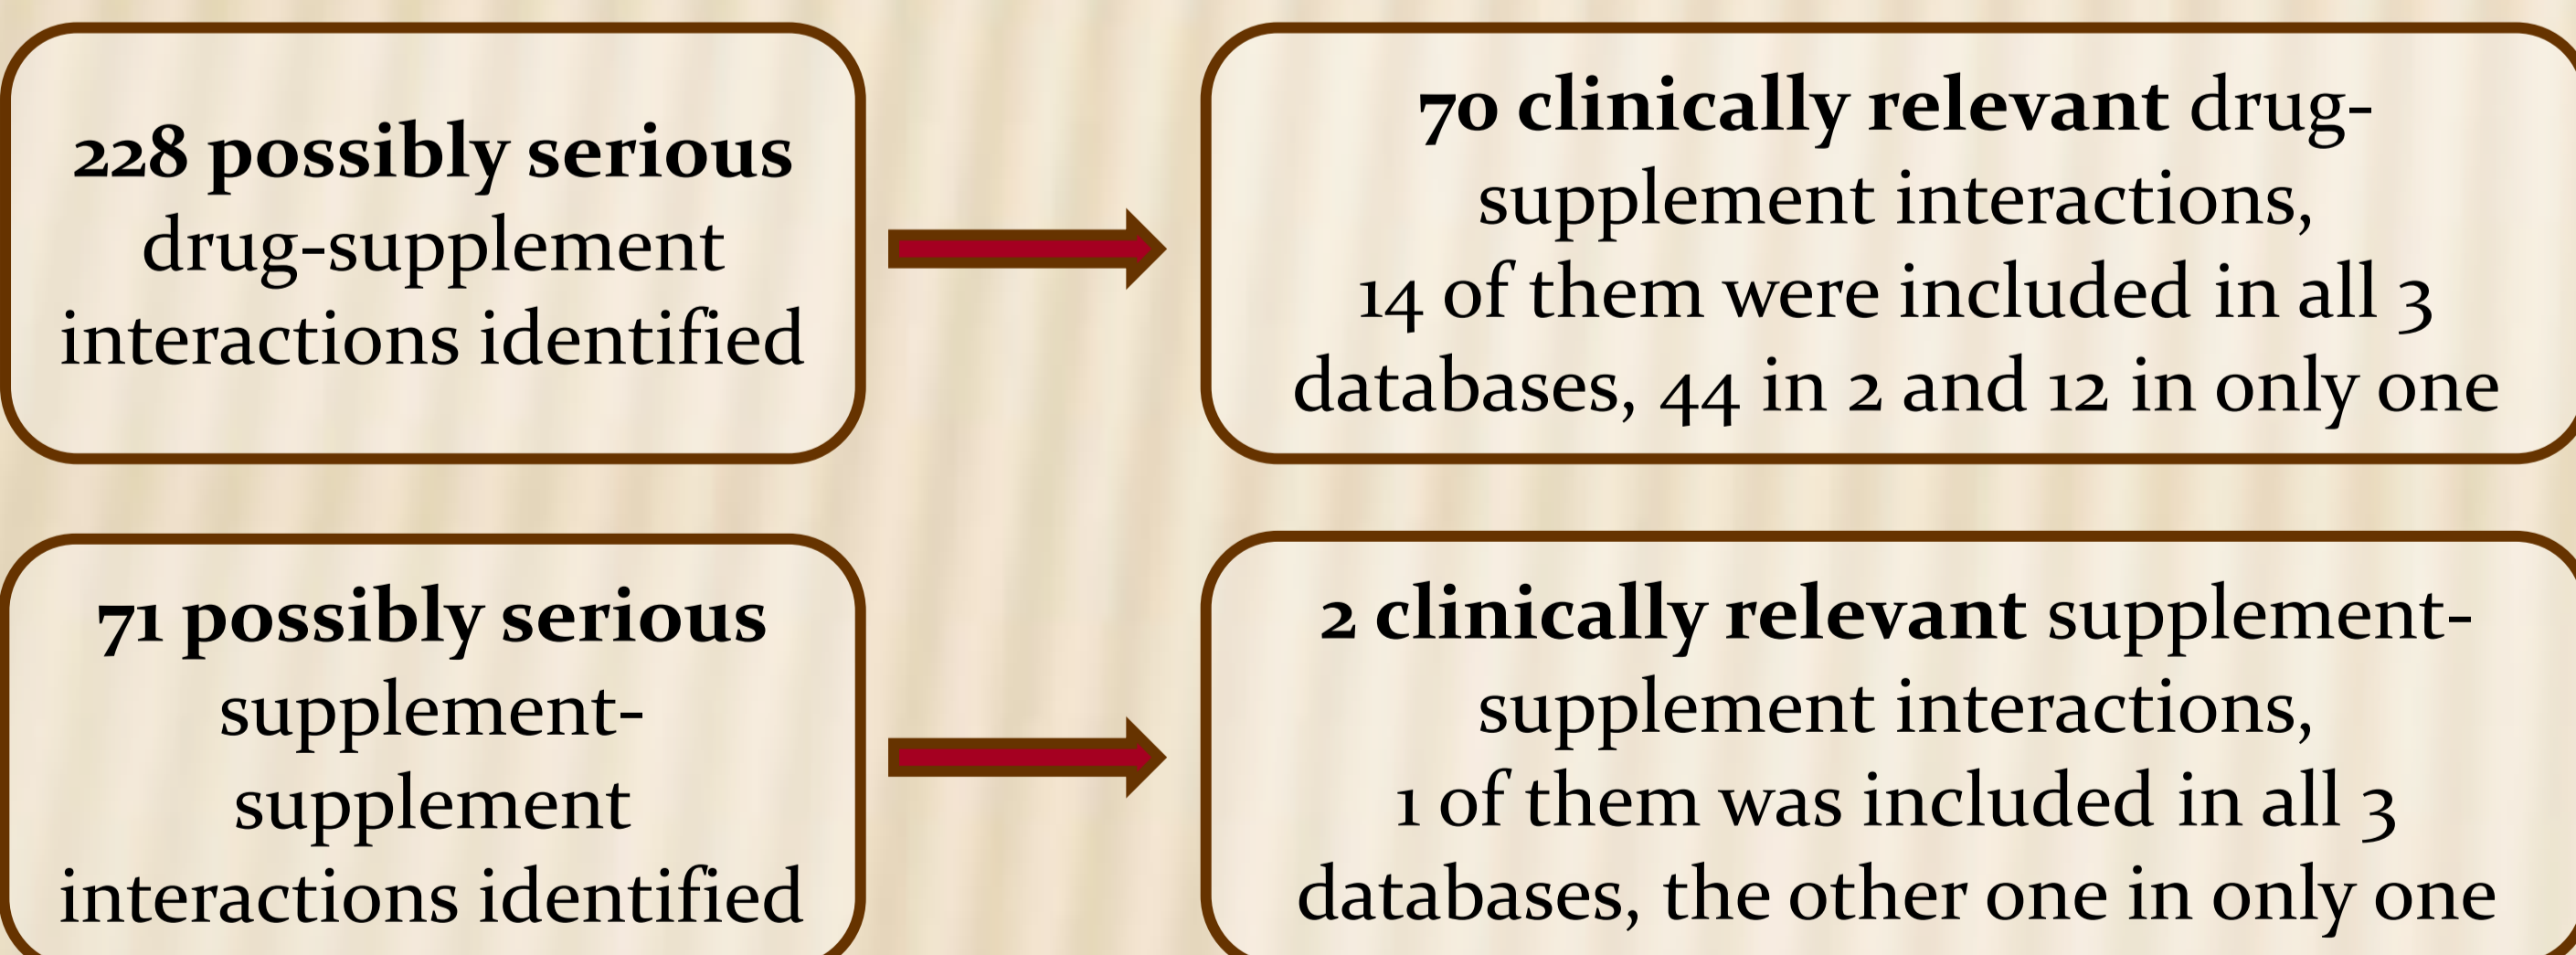 228 possibly serious
drug-supplement
interactions identified
70 clinically relevant drug-
supplement interactions,
14 of them were included in all 3
databases, 44 in 2 and 12 in only one
71 possibly serious
supplement-
supplement
interactions identified
2 clinically relevant supplement-
supplement interactions,
1 of them was included in all 3
databases, the other one in only one